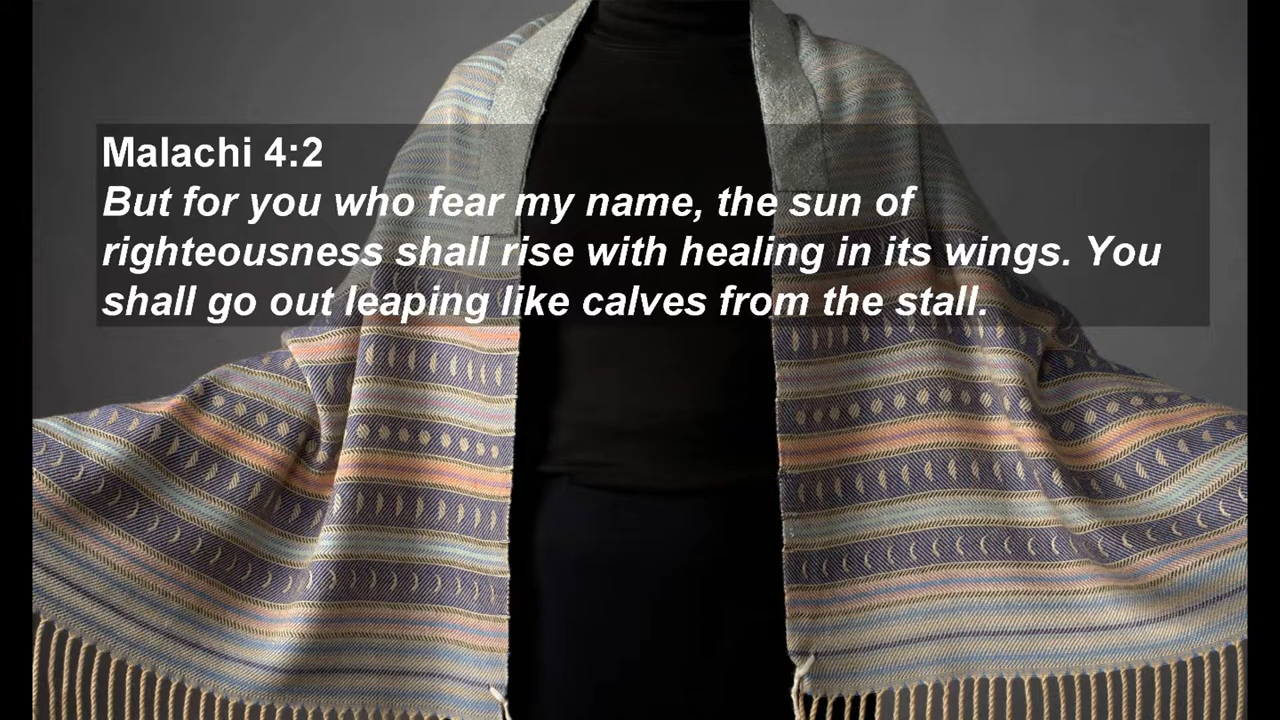 Malachi 4:2
But for you who fear my name, the sun of
righteousness shall rise with healing in its wings. You
shall go out leaping like calves from the stall.